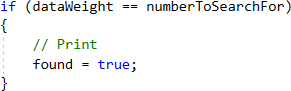 if (dataWeight == numberToSearchFor)
{
    // Print
    found = true;
}